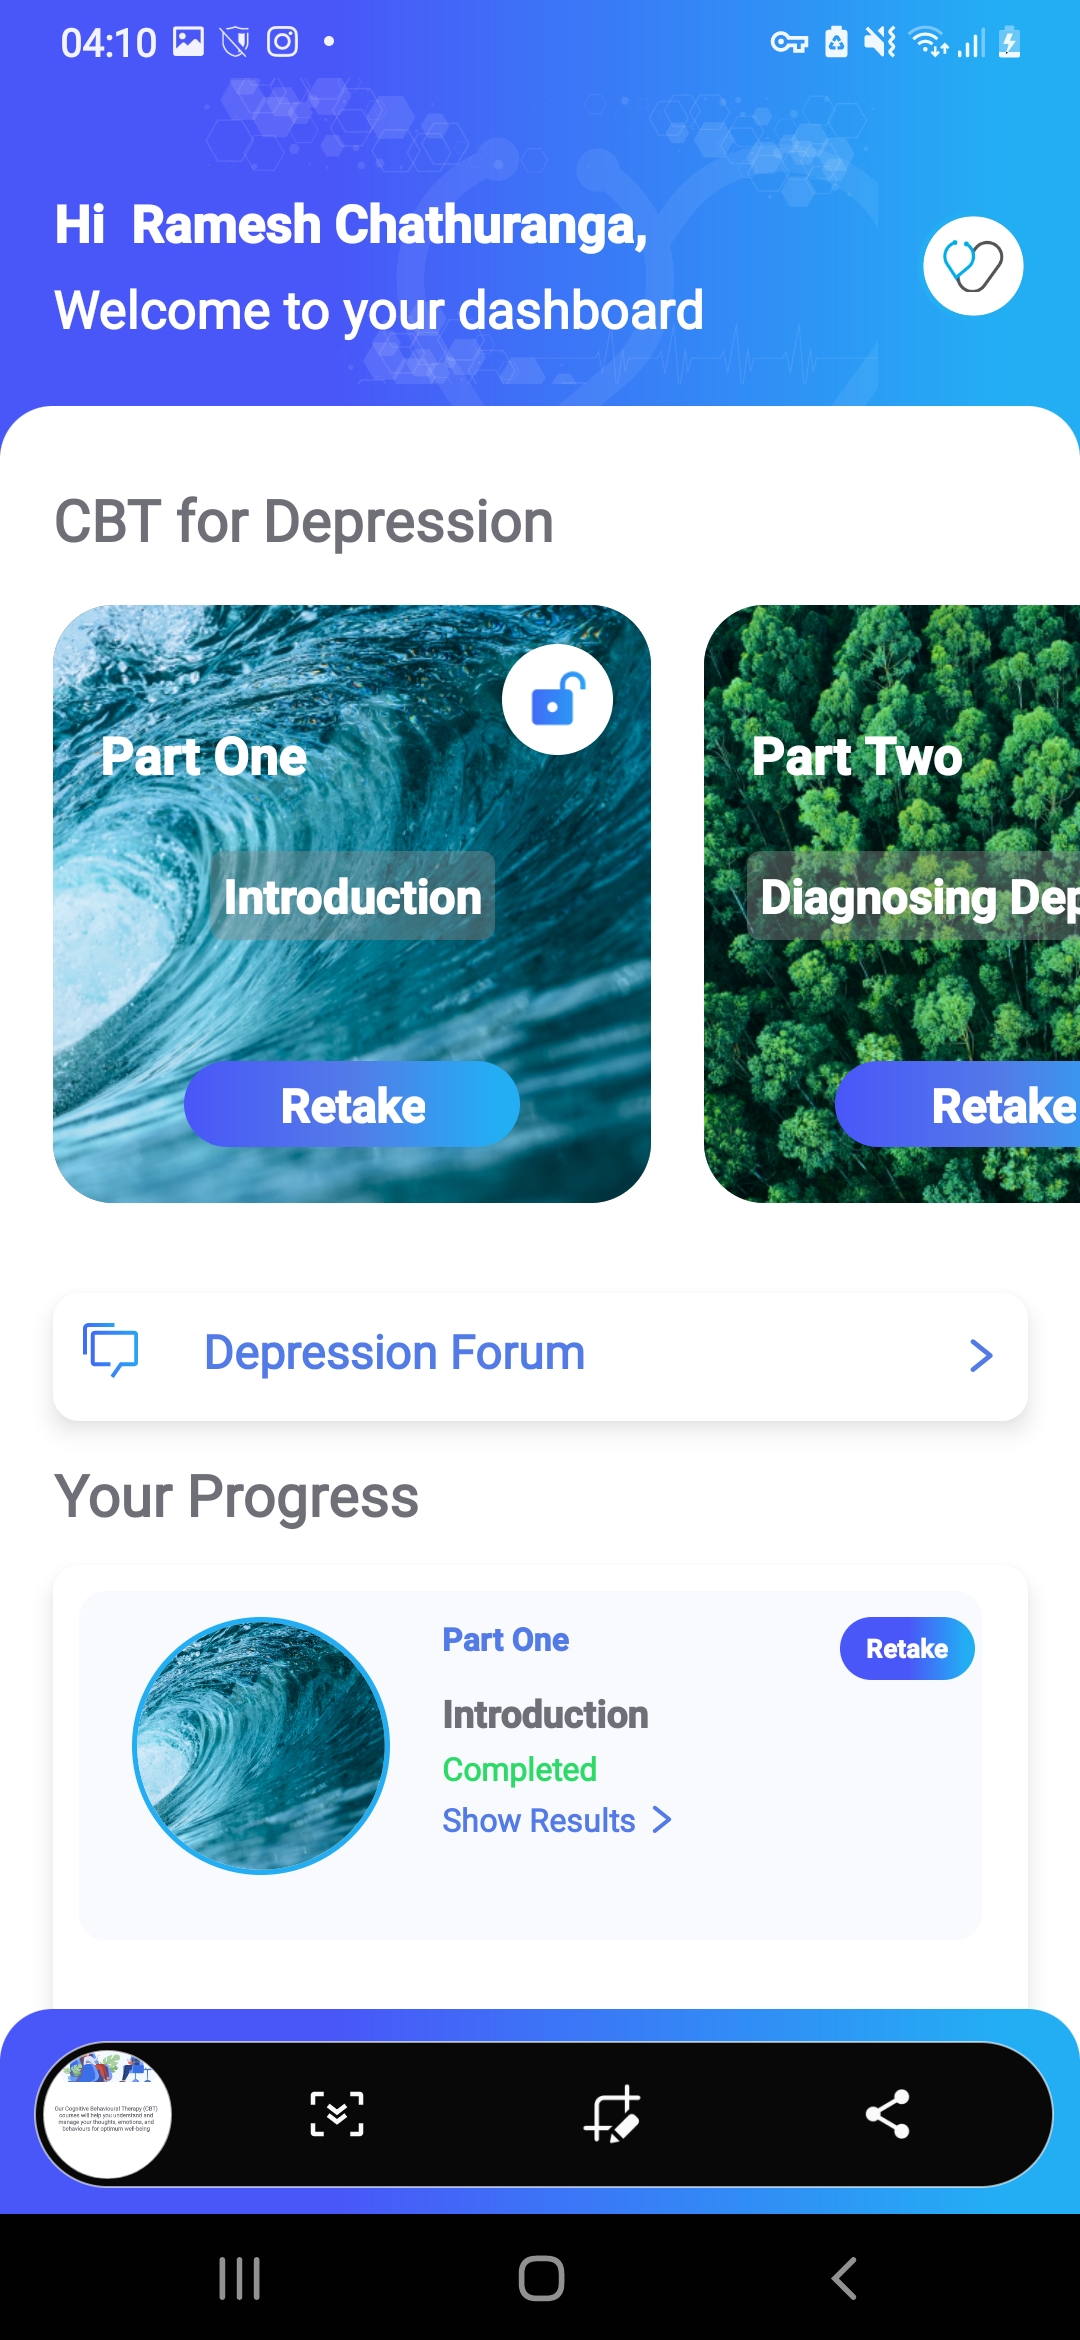 04:10
Hi Ramesh Chathuranga,
Welcome to your dashboard
CBT for Depression
Part One
Introduction
Retake
Part Two
Diagnosing Dep
Retake
Depression Forum
Your Progress
Part One
Retake
Introduction
Completed
Show Results
Our Cognitive Behavioural Therapy (CBT)
courses will help you understand and
manage your thoughts, emotions, and
behaviours for optimum well-being